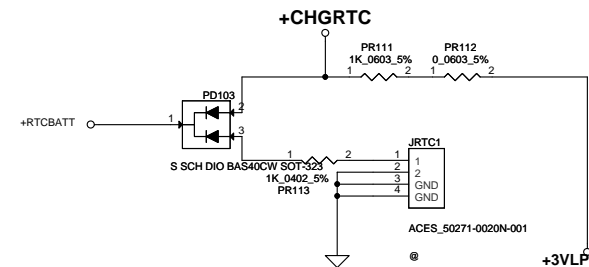 +CHGRTC
PR111 PR112
1K_0603_5% 0_0603_5%
1 2 1 2
PD103
2
+RTCBATT 1
3
JRTC1
1 2 1 1
S SCH DIO BAS40CW SOT-323 2 2
1K_0402_5% 3 GND
PR113 4 GND
ACES_50271-0020N-001
@
+3VLP